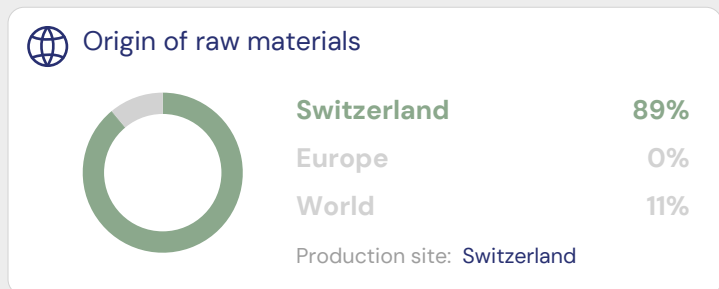 Origin of raw materials
Switzerland 89%
Europe 0%
World 11%
Production site: Switzerland